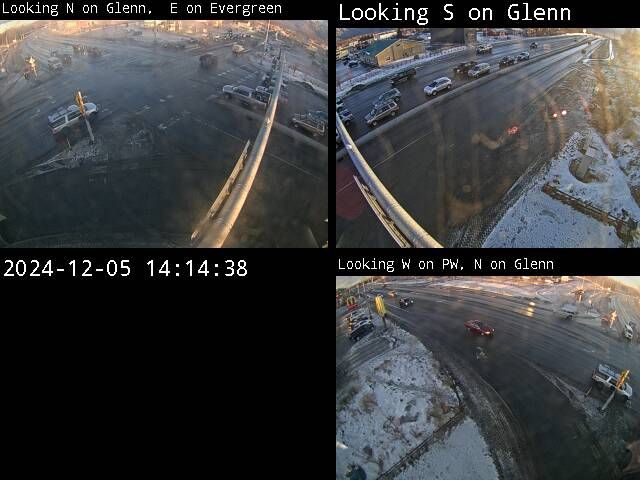 Looking N on Glenn,  E on Evergreen
Looking S on Glenn
2024-12-05 14:14:38
Looking W on PW, N on Glenn